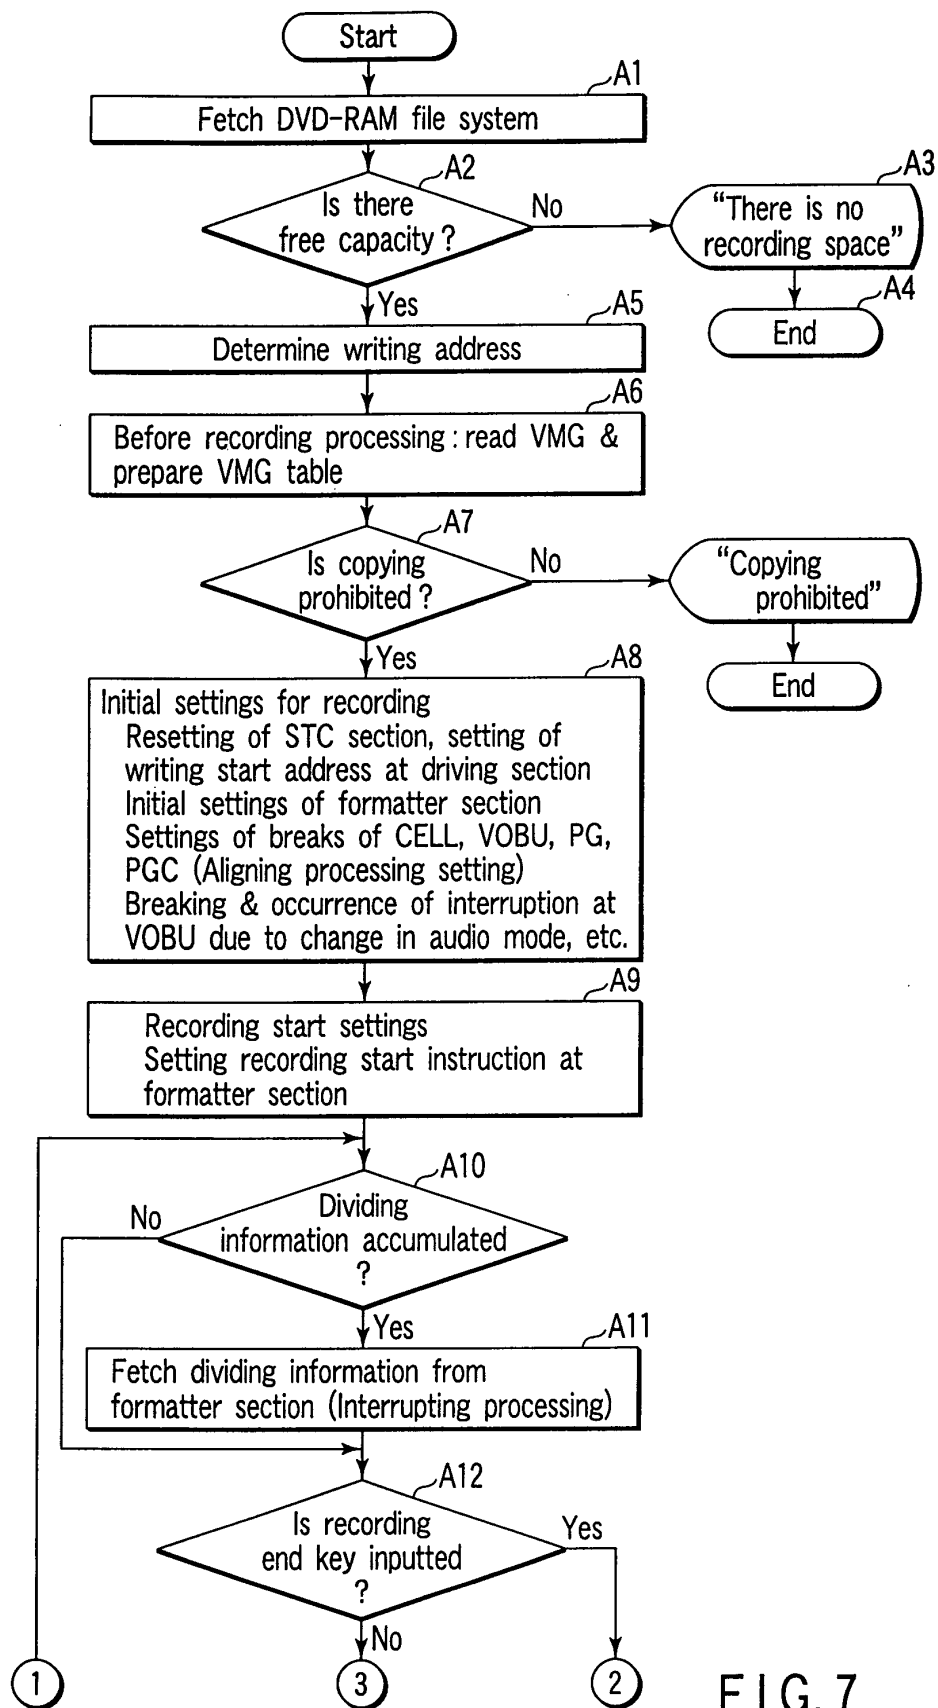 Start
A1
Fetch DVD-RAM file system
A2
Is there
free capacity?
No
A3
"There is no
recording space"
Yes
A4
End
A5
Determine writing address
A6
Before recording processing : read VMG &
prepare VMG table
A7
Is copying
prohibited?
No
"Copying
prohibited"
Yes
End
A8
Initial settings for recording
Resetting of STC section, setting of
writing start address at driving section
Initial settings of formatter section
Settings of breaks of CELL, VOBU, PG,
PGC (Aligning processing setting)
Breaking & occurrence of interruption at
VOBU due to change in audio mode, etc.
A9
Recording start settings
Setting recording start instruction at
formatter section
A10
Dividing
information accumulated
?
No
Yes
A11
Fetch dividing information from
formatter section (Interrupting processing)
A12
Is recording
end key inputted
?
Yes
No
1
3
2
FIG. 7